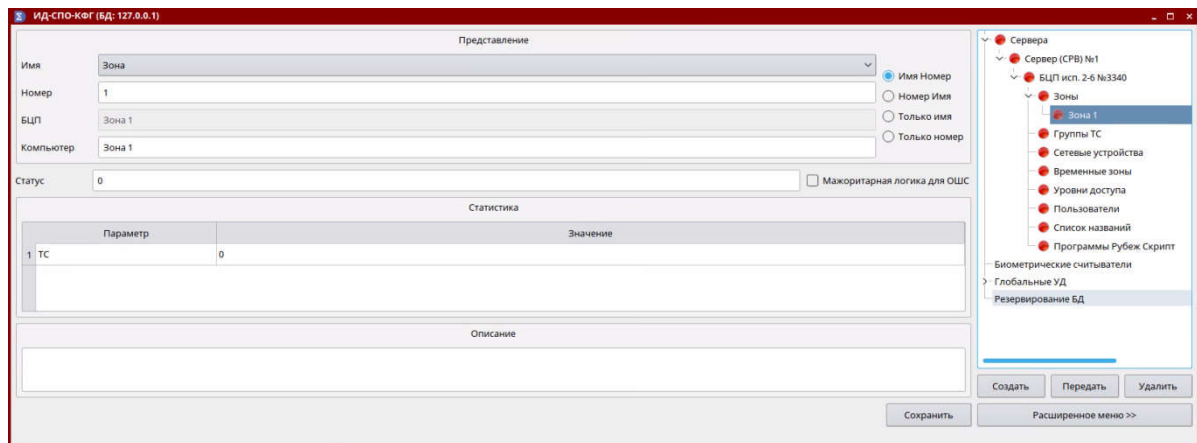 ИД-СПО-КФГ (БД: 127.0.0.1)
Представление
Имя
Зона
Номер
1
БЦП
Зона 1
Компьютер
Зона 1
Имя Номер
Номер Имя
Только имя
Только номер
Статус
0
Мажоритарная логика для ОШС
Статистика
Параметр Значение
1 ТС 0
Описание
Сохранить
Сервера
Сервер (СРВ) №1
БЦП исп. 2-6 №3340
Зоны
Зона 1
Группы ТС
Сетевые устройства
Временные зоны
Уровни доступа
Пользователи
Список названий
Программы Рубеж Скрипт
Биометрические считыватели
Глобальные УД
Резервирование БД
Создать Передать Удалить
Расширенное меню >>